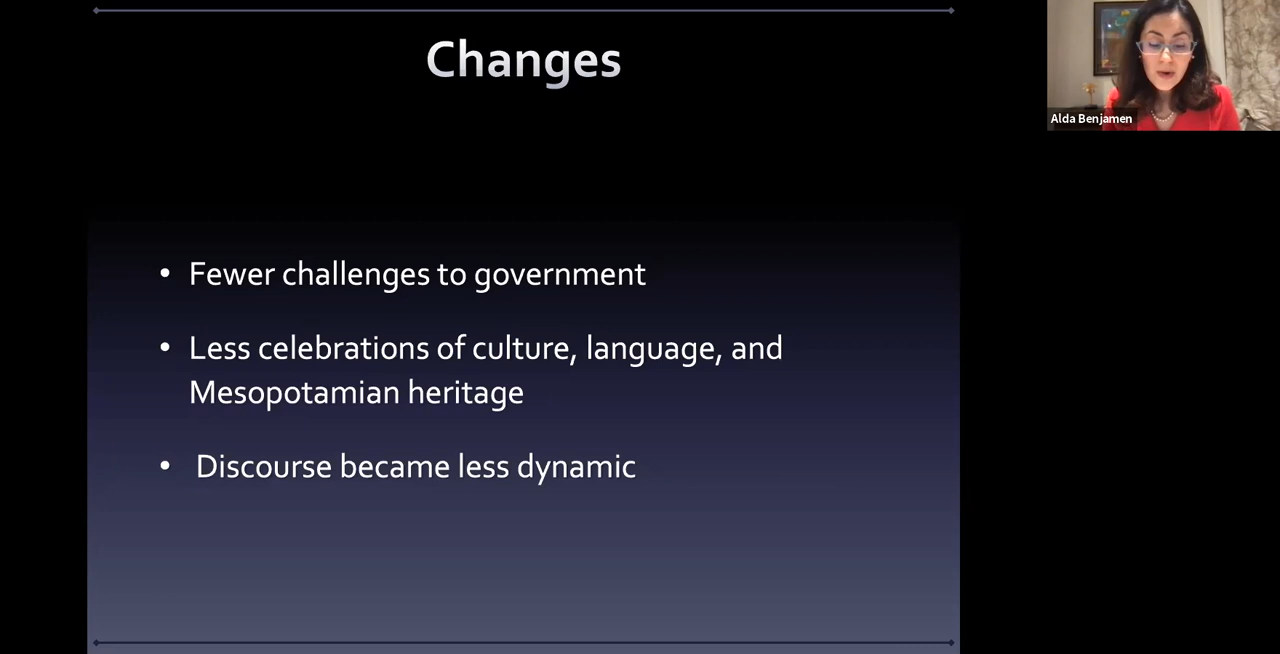 Changes
Alda Benjamen
• Fewer challenges to government
• Less celebrations of culture, language, and
Mesopotamian heritage
• Discourse became less dynamic